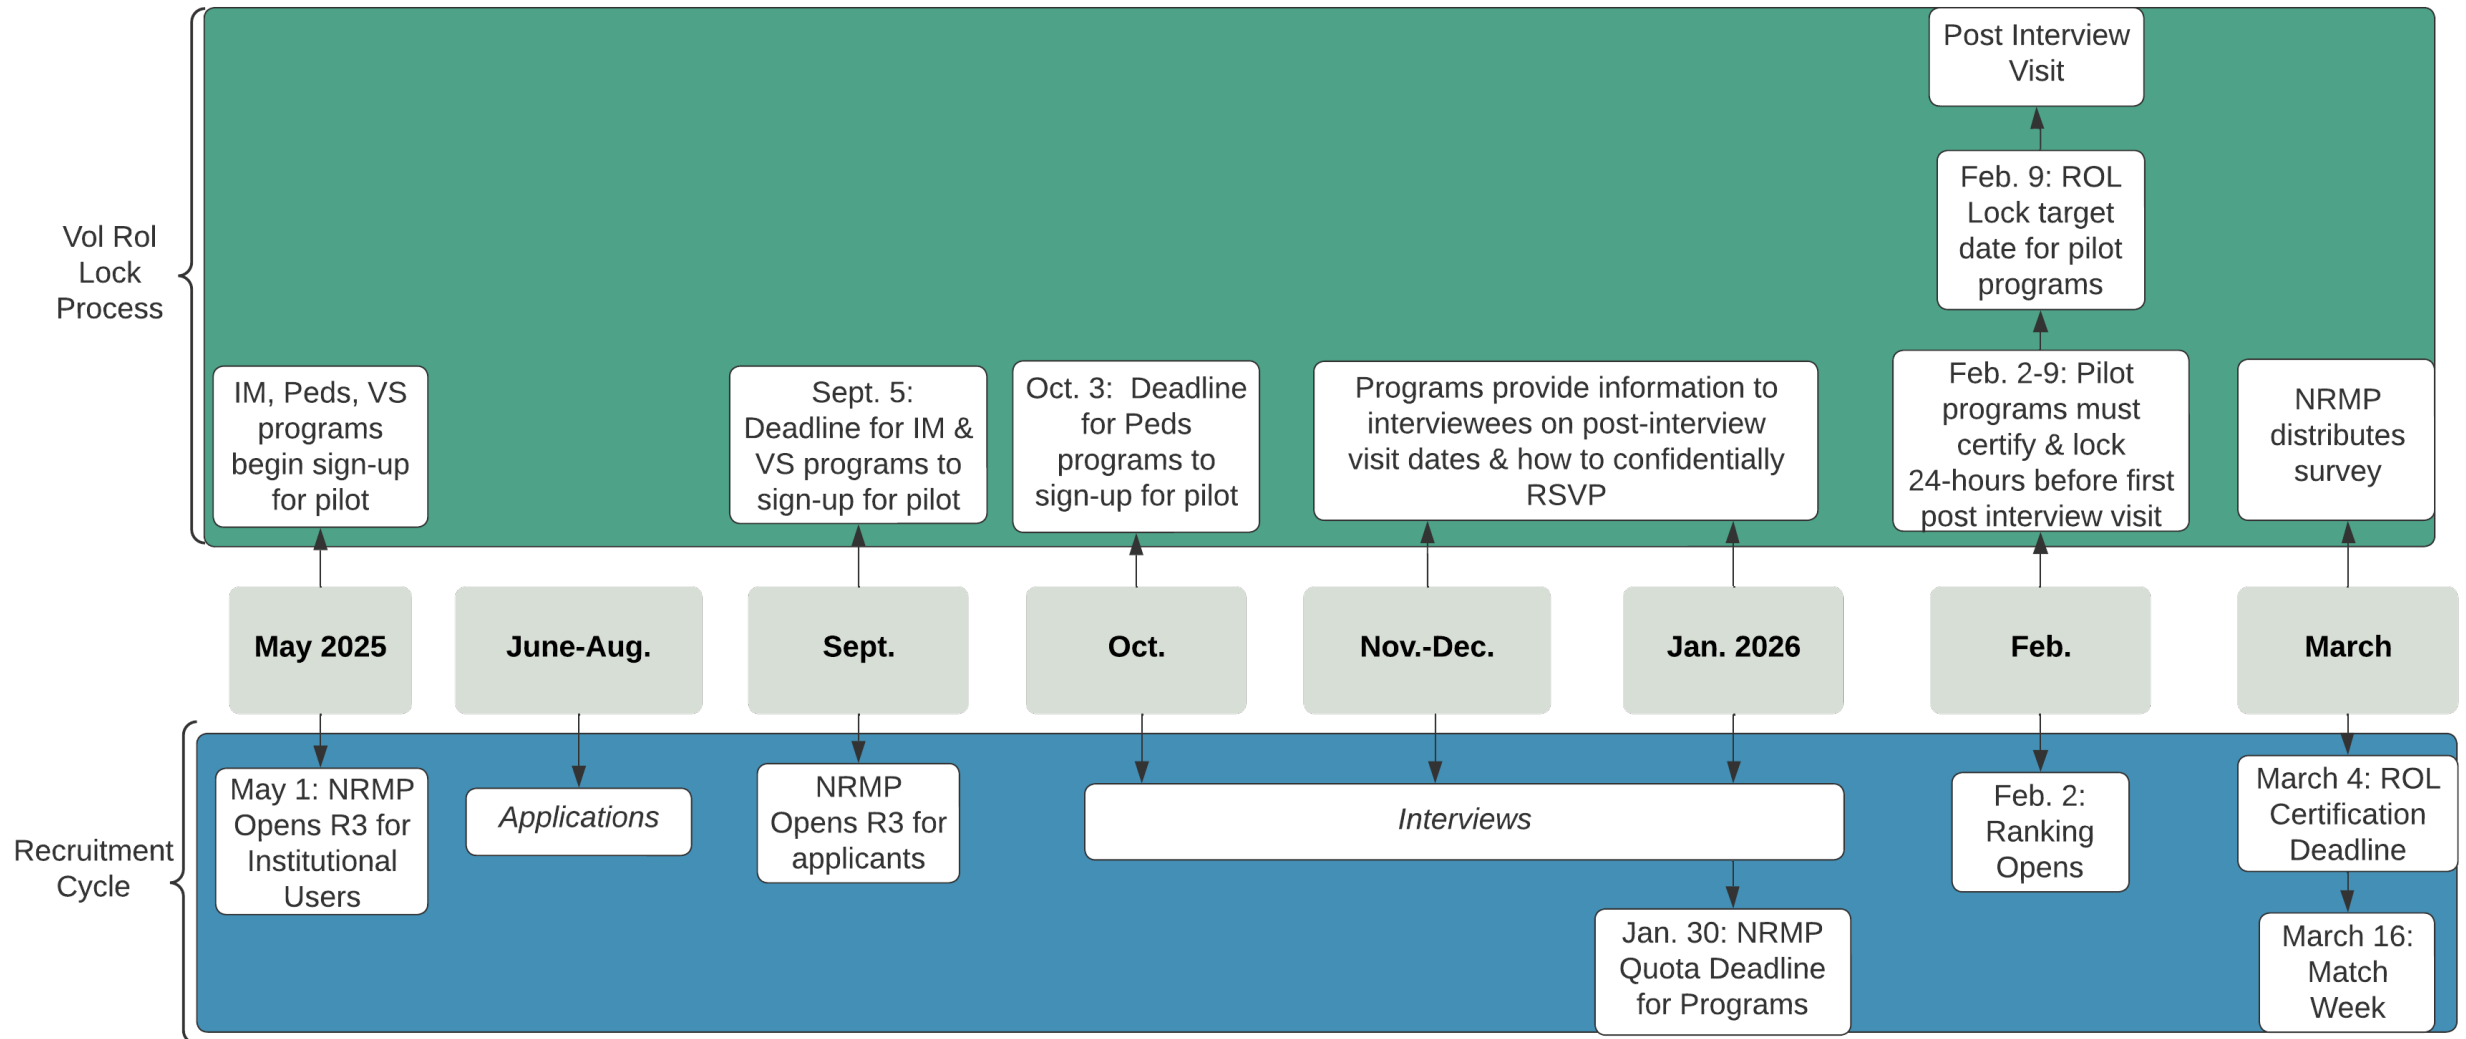 Post Interview
Visit
Feb. 9: ROL
Lock target
date for pilot
programs
Vol Rol
Lock
Process
IM, Peds, VS
programs
begin sign-up
for pilot
Sept. 5:
Deadline for IM &
VS programs to
sign-up for pilot
Oct. 3:  Deadline
for Peds
programs to
sign-up for pilot
Programs provide information to
interviewees on post-interview
visit dates & how to confidentially
RSVP
Feb. 2-9: Pilot
programs must
certify & lock
24-hours before first
post interview visit
NRMP
distributes
survey
May 2025
June-Aug.
Sept.
Oct.
Nov.-Dec.
Jan. 2026
Feb.
March
Recruitment
Cycle
May 1: NRMP
Opens R3 for
Institutional
Users
Applications
NRMP
Opens R3 for
applicants
Interviews
Jan. 30: NRMP
Quota Deadline
for Programs
Feb. 2:
Ranking
Opens
March 4: ROL
Certification
Deadline
March 16:
Match
Week